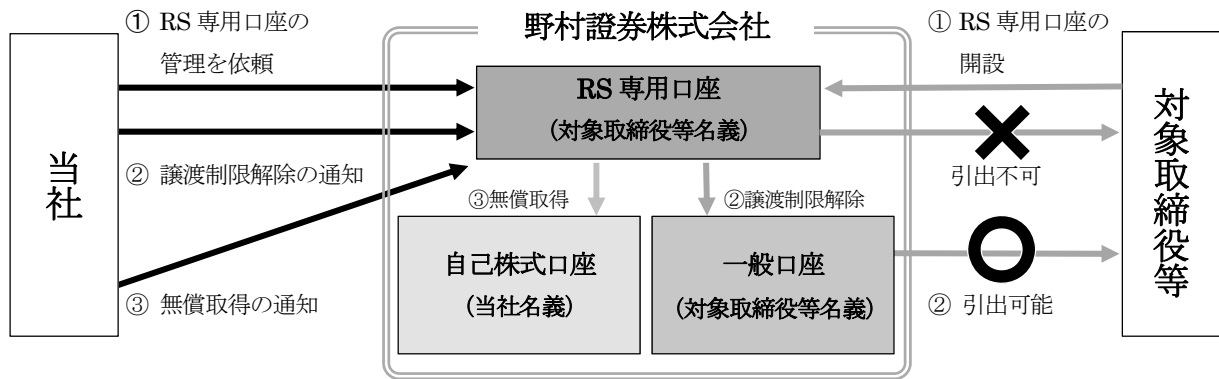 野村證券株式会社
当社
① RS 専用口座の
管理を依頼
② 譲渡制限解除の通知
③ 無償取得の通知
RS 専用口座
(対象取締役等名義)
③無償取得
②譲渡制限解除
自己株式口座
(当社名義)
一般口座
(対象取締役等名義)
① RS 専用口座の
開設
引出不可
② 引出可能
対象取締役等